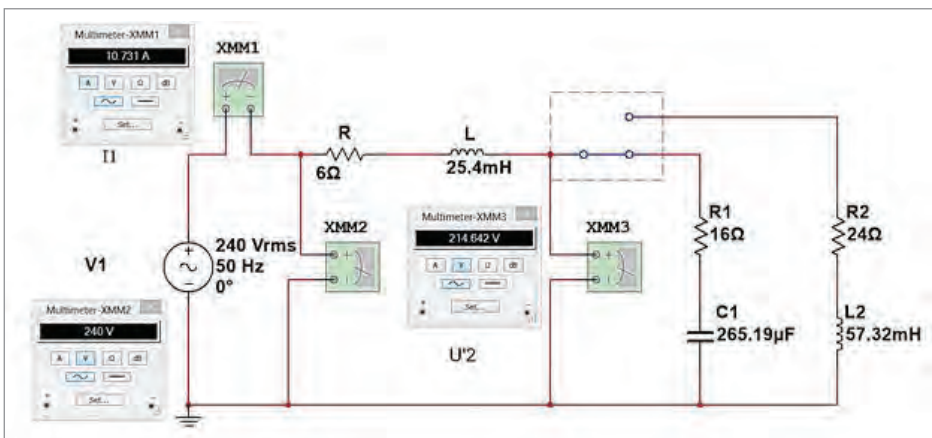 Multimeter-XMM1
10.731 A
A V Ω dB
Set...
+ -
I1
XMM1
+ -
R
6Ω
L
25.4mH
V1
+
-
240 Vrms
50 Hz
0°
XMM2
+
Multimeter-XMM2
240 V
A V Ω dB
Set...
+ -
Multimeter-XMM3
214.642 V
A V Ω dB
Set...
+ -
U'2
XMM3
+
R1
16Ω
C1
265.19µF
R2
24Ω
L2
57.32mH